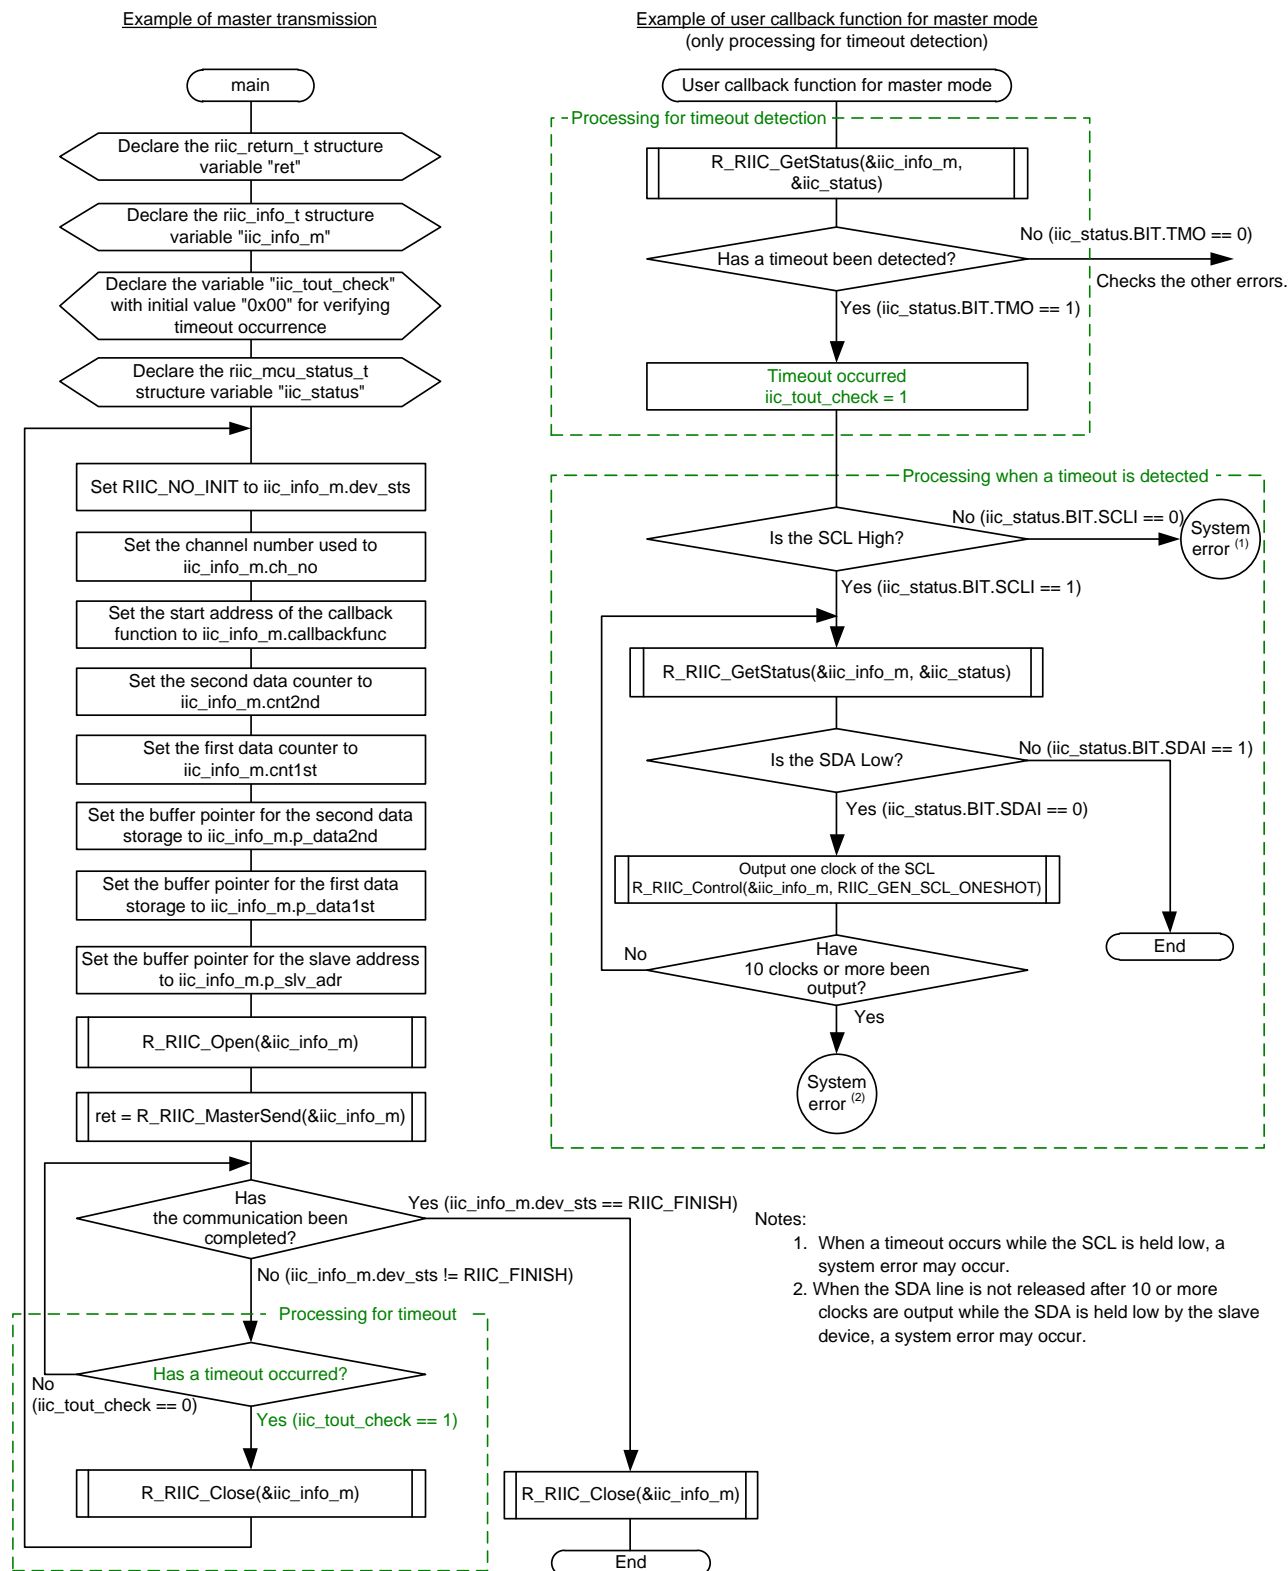 Example of master transmission
main
Declare the riic_return_t structure
variable "ret"
Declare the riic_info_t structure
variable "iic_info_m"
Declare the variable "iic_tout_check"
with initial value "0x00" for verifying
timeout occurrence
Declare the riic_mcu_status_t
structure variable "iic_status"
Set RIIC_NO_INIT to iic_info_m.dev_sts
Set the channel number used to
iic_info_m.ch_no
Set the start address of the callback
function to iic_info_m.callbackfunc
Set the second data counter to
iic_info_m.cnt2nd
Set the first data counter to
iic_info_m.cnt1st
Set the buffer pointer for the second data
storage to iic_info_m.p_data2nd
Set the buffer pointer for the first data
storage to iic_info_m.p_data1st
Set the buffer pointer for the slave address
to iic_info_m.p_slv_adr
R_RIIC_Open(&iic_info_m)
ret = R_RIIC_MasterSend(&iic_info_m)
Has
the communication been
completed?
Yes (iic_info_m.dev_sts == RIIC_FINISH)
No (iic_info_m.dev_sts != RIIC_FINISH)
Processing for timeout
Has a timeout occurred?
No
(iic_tout_check == 0)
Yes (iic_tout_check == 1)
R_RIIC_Close(&iic_info_m)
R_RIIC_Close(&iic_info_m)
End
Example of user callback function for master mode
(only processing for timeout detection)
User callback function for master mode
Processing for timeout detection
R_RIIC_GetStatus(&iic_info_m,
&iic_status)
Has a timeout been detected?
No (iic_status.BIT.TMO == 0)
Checks the other errors.
Yes (iic_status.BIT.TMO == 1)
Timeout occurred
iic_tout_check = 1
Processing when a timeout is detected
Is the SCL High?
No (iic_status.BIT.SCLI == 0)
System
error (1)
Yes (iic_status.BIT.SCLI == 1)
R_RIIC_GetStatus(&iic_info_m, &iic_status)
Is the SDA Low?
No (iic_status.BIT.SDAI == 1)
Yes (iic_status.BIT.SDAI == 0)
Output one clock of the SCL
R_RIIC_Control(&iic_info_m, RIIC_GEN_SCL_ONESHOT)
End
Have
10 clocks or more been
output?
No
Yes
System
error (2)
Notes:
1. When a timeout occurs while the SCL is held low, a
system error may occur.
2. When the SDA line is not released after 10 or more
clocks are output while the SDA is held low by the slave
device, a system error may occur.